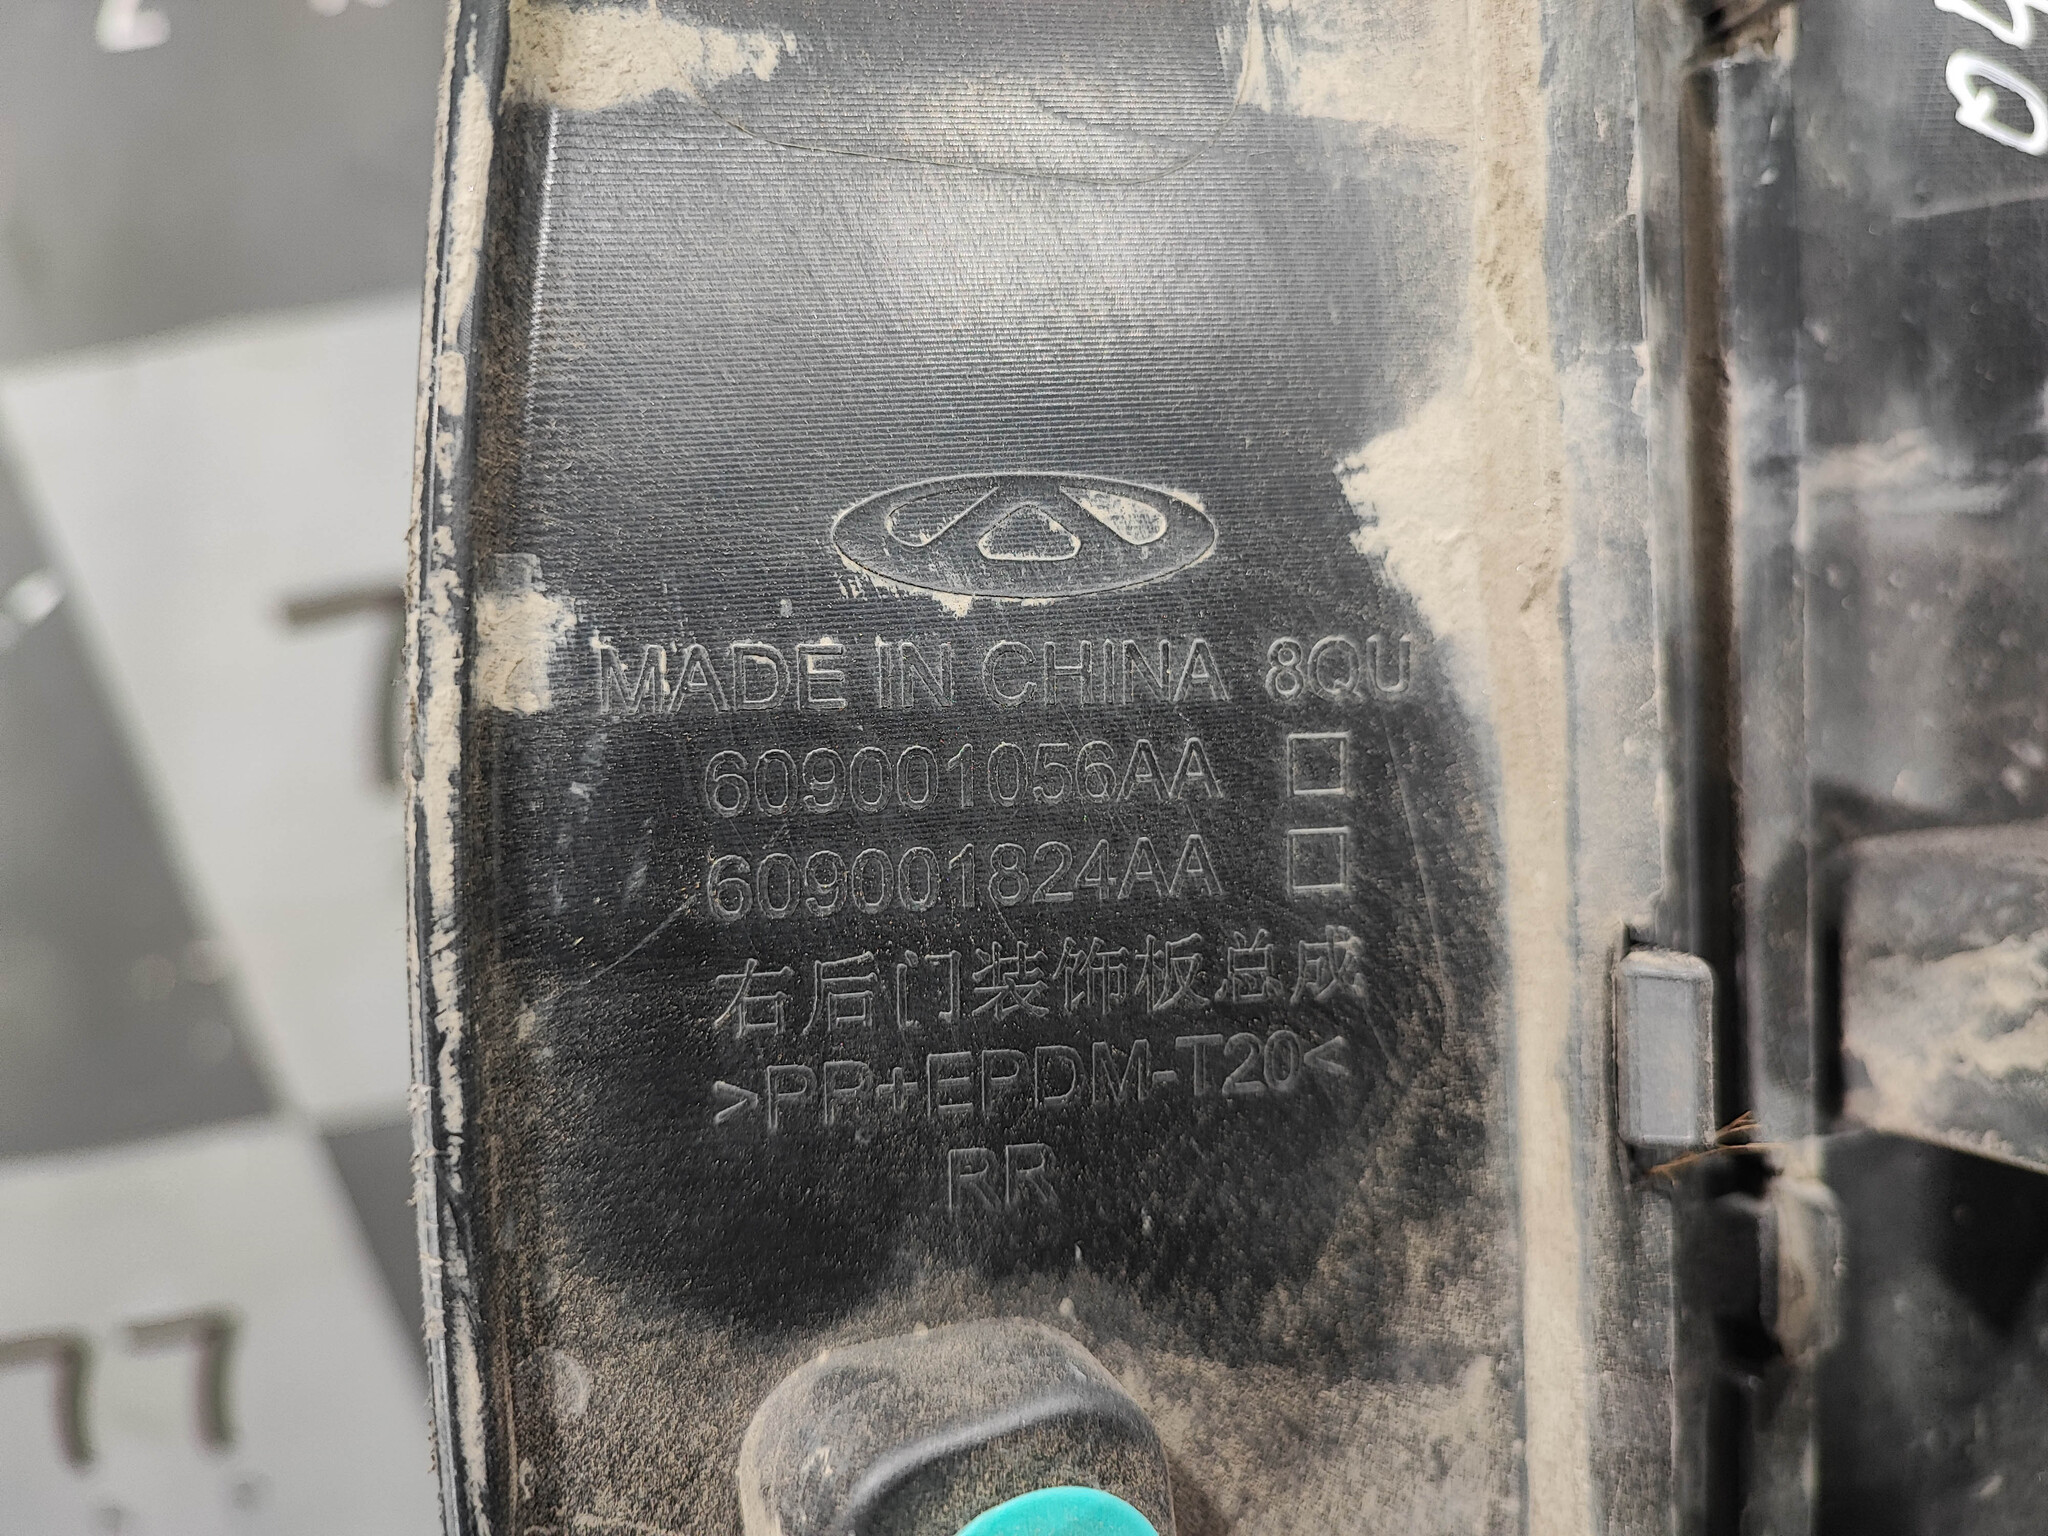 MADE IN CHINA 8QU
609001056AA □
609001824AA □
右后门装饰板总成
>PP+EPDM-T20<
RR